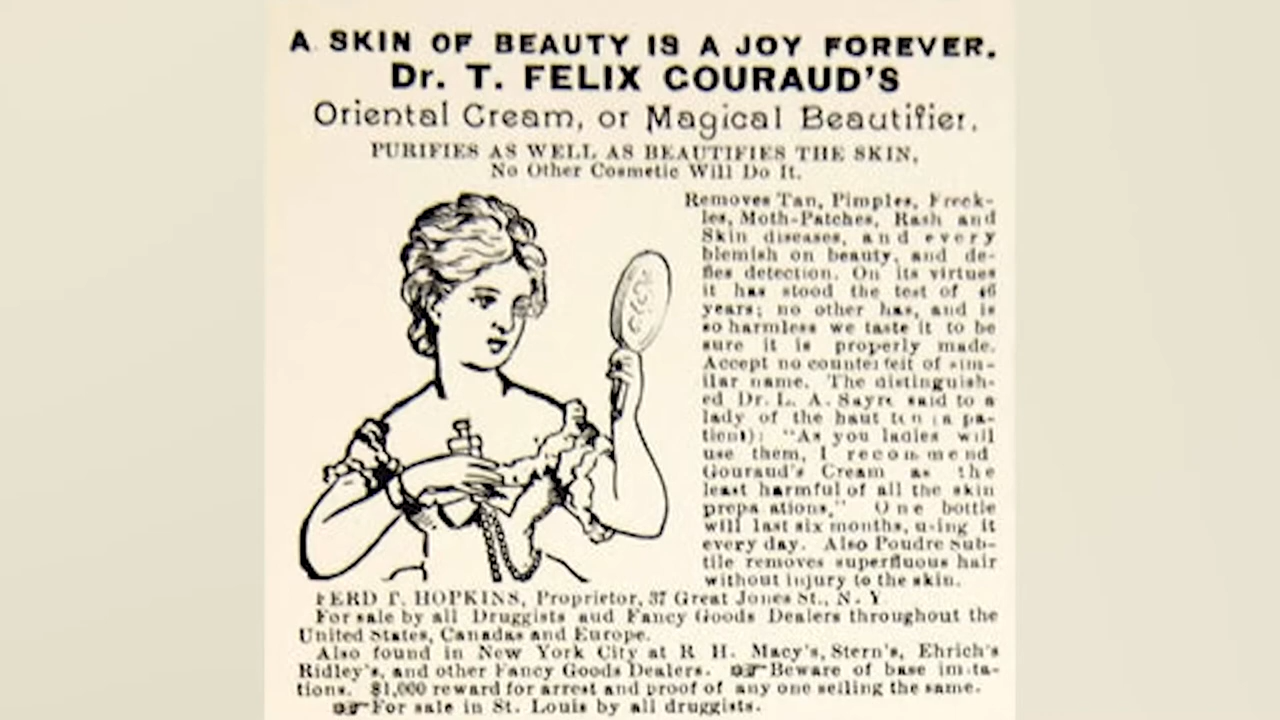 A SKIN OF BEAUTY IS A JOY FOREVER.
Dr. T. FELIX GOURAUD'S
Oriental Cream, or Magical Beautifier.
PURIFIES AS WELL AS BEAUTIFIES THE SKIN,
No Other Cosmetic Will Do It.
Removes Tan, Pimples, Freck-
les, Moth-Patches, Rash and
Skin diseases, and every
blemish on beauty, and de-
fies detection. On its virtues
it has stood the test of 46
years; no other has, and is
so harmless we taste it to be
sure it is properly made.
Accept no counterfeit of sim-
ilar name. The distinguish-
ed Dr. L. A. Sayre said to a
lady of the haut ton (a pa-
tient): "As you ladies will
use them, I recommend
Gouraud's Cream as the
least harmful of all the skin
prepa ations," One bottle
will last six months, using it
every day. Also Poudre Sub-
tile removes superfluous hair
without injury to the skin.
FERD T. HOPKINS, Proprietor, 37 Great Jones St., N. Y
For sale by all Druggists and Fancy Goods Dealers throughout the
United States, Canadas and Europe.
Also found in New York City at R H. Macy's, Stern's, Ehrich's
Ridley's, and other Fancy Goods Dealers. ☞Beware of base imita-
tions. $1,000 reward for arrest and proof of any one selling the same.
☞For sale in St. Louis by all druggists.